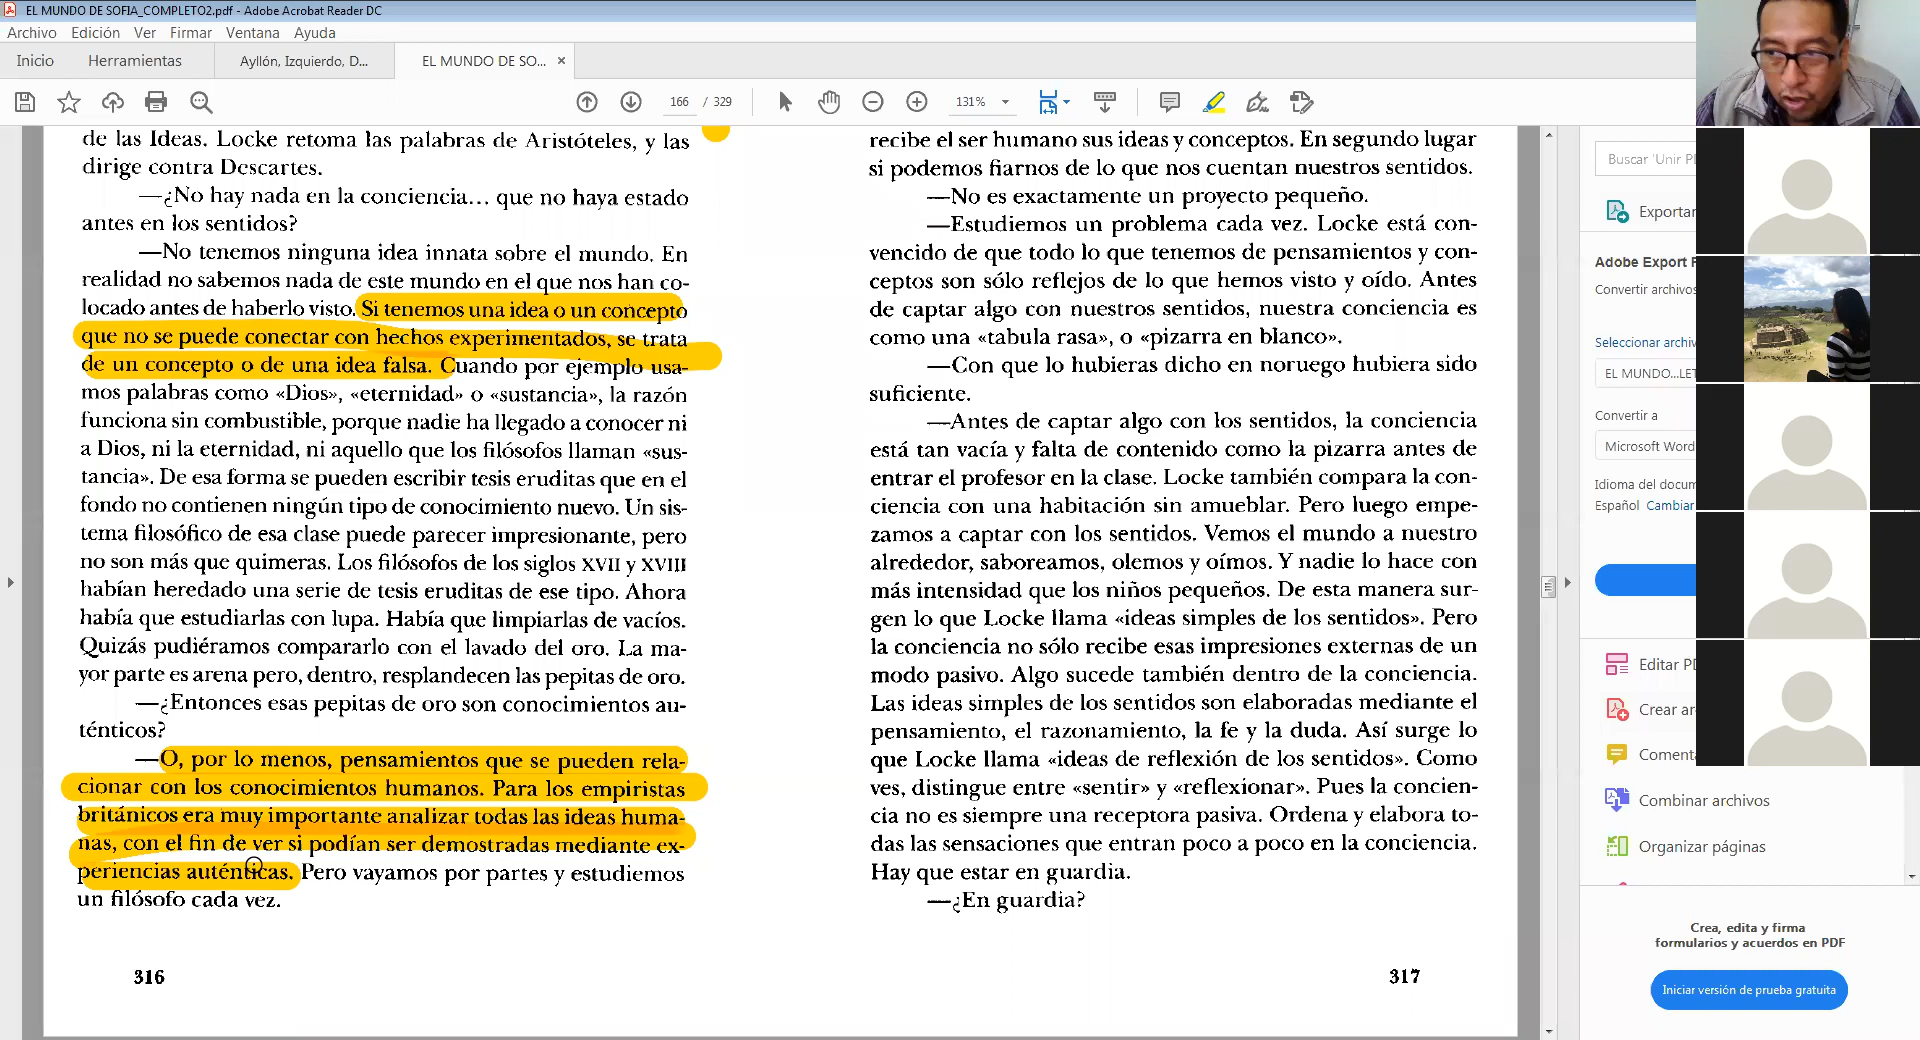 EL MUNDO DE SOFIA_COMPLETO2.pdf - Adobe Acrobat Reader DC
Archivo Edición Ver Firmar Ventana Ayuda
Inicio Herramientas Ayllón, Izquierdo, D... EL MUNDO DE SO... ×
166 / 329 131%
de las Ideas. Locke retoma las palabras de Aristóteles, y las
dirige contra Descartes.
—¿No hay nada en la conciencia... que no haya estado
antes en los sentidos?
—No tenemos ninguna idea innata sobre el mundo. En
realidad no sabemos nada de este mundo en el que nos han co-
locado antes de haberlo visto. Si tenemos una idea o un concepto
que no se puede conectar con hechos experimentados, se trata
de un concepto o de una idea falsa. Cuando por ejemplo usa-
mos palabras como «Dios», «eternidad» o «sustancia», la razón
funciona sin combustible, porque nadie ha llegado a conocer ni
a Dios, ni la eternidad, ni aquello que los filósofos llaman «sus-
tancia». De esa forma se pueden escribir tesis eruditas que en el
fondo no contienen ningún tipo de conocimiento nuevo. Un sis-
tema filosófico de esa clase puede parecer impresionante, pero
no son más que quimeras. Los filósofos de los siglos XVII y XVIII
habían heredado una serie de tesis eruditas de ese tipo. Ahora
había que estudiarlas con lupa. Había que limpiarlas de vacíos.
Quizás pudiéramos compararlo con el lavado del oro. La ma-
yor parte es arena pero, dentro, resplandecen las pepitas de oro.
—¿Entonces esas pepitas de oro son conocimientos au-
ténticos?
—O, por lo menos, pensamientos que se pueden rela-
cionar con los conocimientos humanos. Para los empiristas
británicos era muy importante analizar todas las ideas huma-
nas, con el fin de ver si podían ser demostradas mediante ex-
periencias auténticas. Pero vayamos por partes y estudiemos
un filósofo cada vez.
316
recibe el ser humano sus ideas y conceptos. En segundo lugar
si podemos fiarnos de lo que nos cuentan nuestros sentidos.
—No es exactamente un proyecto pequeño.
—Estudiemos un problema cada vez. Locke está con-
vencido de que todo lo que tenemos de pensamientos y con-
ceptos son sólo reflejos de lo que hemos visto y oído. Antes
de captar algo con nuestros sentidos, nuestra conciencia es
como una «tabula rasa», o «pizarra en blanco».
—Con que lo hubieras dicho en noruego hubiera sido
suficiente.
—Antes de captar algo con los sentidos, la conciencia
está tan vacía y falta de contenido como la pizarra antes de
entrar el profesor en la clase. Locke también compara la con-
ciencia con una habitación sin amueblar. Pero luego empe-
zamos a captar con los sentidos. Vemos el mundo a nuestro
alrededor, saboreamos, olemos y oímos. Y nadie lo hace con
más intensidad que los niños pequeños. De esta manera sur-
gen lo que Locke llama «ideas simples de los sentidos». Pero
la conciencia no sólo recibe esas impresiones externas de un
modo pasivo. Algo sucede también dentro de la conciencia.
Las ideas simples de los sentidos son elaboradas mediante el
pensamiento, el razonamiento, la fe y la duda. Así surge lo
que Locke llama «ideas de reflexión de los sentidos». Como
ves, distingue entre «sentir» y «reflexionar». Pues la concien-
cia no es siempre una receptora pasiva. Ordena y elabora to-
das las sensaciones que entran poco a poco en la conciencia.
Hay que estar en guardia.
—¿En guardia?
317
Buscar 'Unir
Exportar
Adobe Export
Convertir archivos
Seleccionar archiv
EL MUNDO...LET
Convertir a
Microsoft Word
Idioma del docum
Español Cambiar
Editar PD
Crear ar
Coment
Combinar archivos
Organizar páginas
Crea, edita y firma
formularios y acuerdos en PDF
Iniciar versión de prueba gratuita